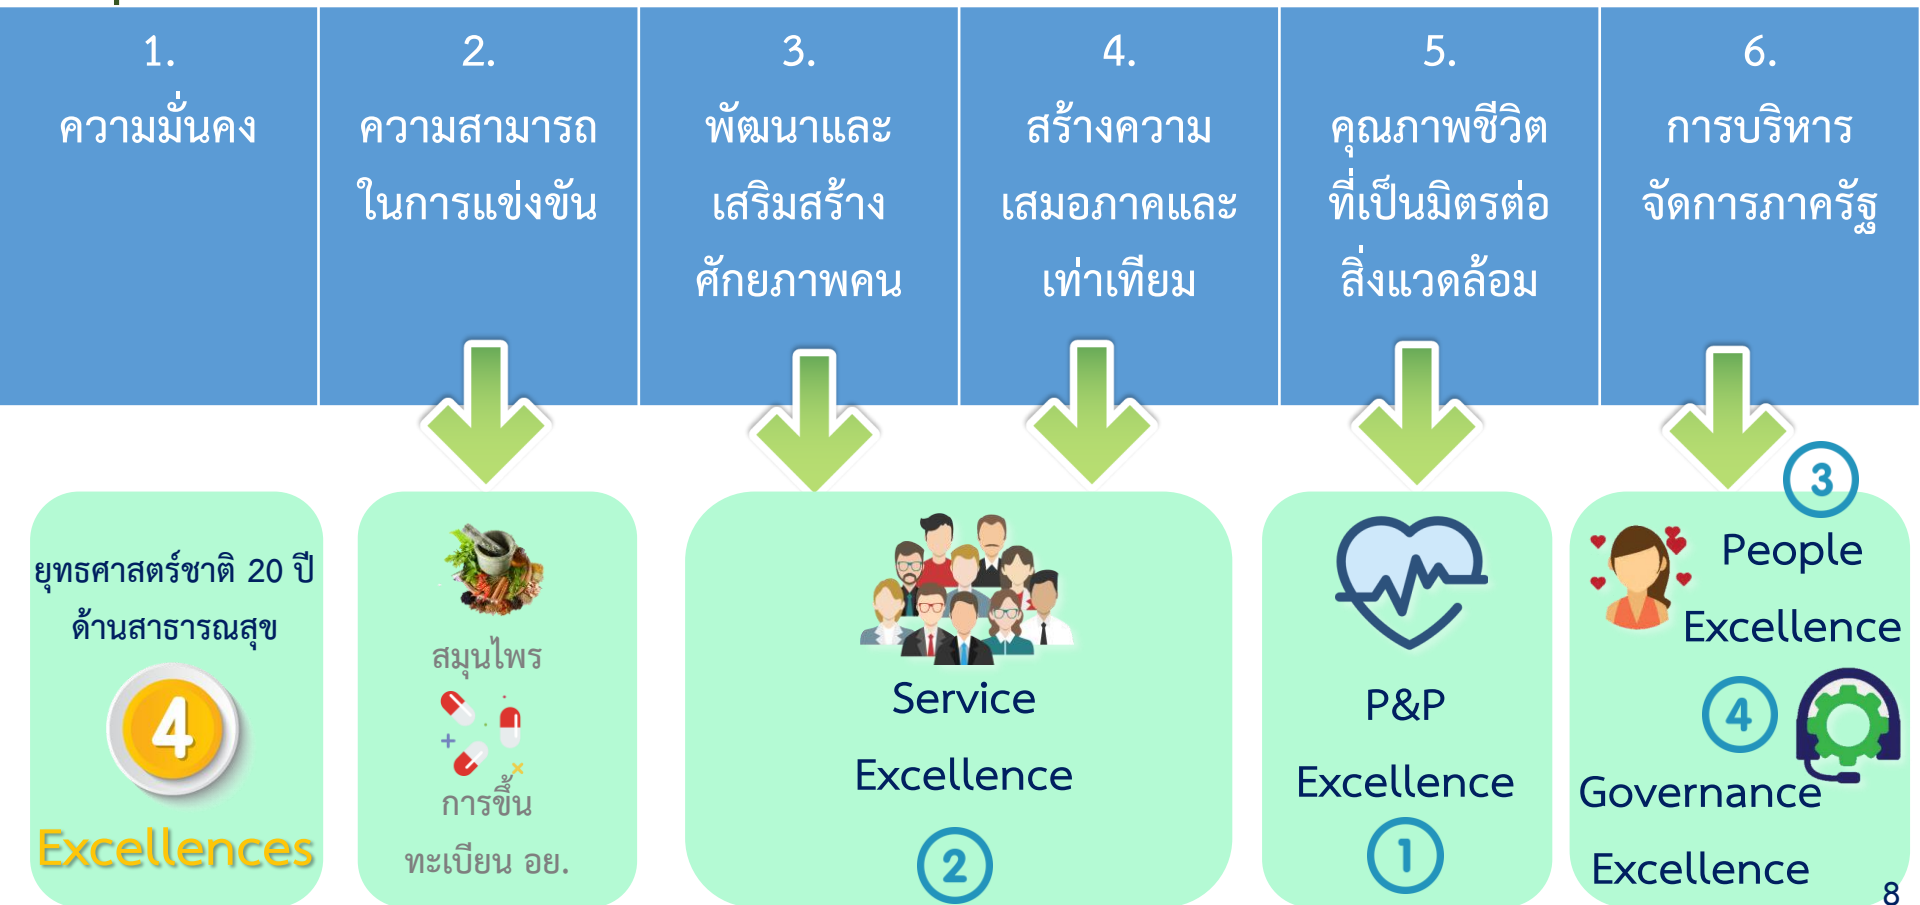 1.
ความมั่นคง
2.
ความสามารถ
ในการแข่งขัน
3.
พัฒนาและ
เสริมสร้าง
ศักยภาพคน
4.
สร้างความ
เสมอภาคและ
เท่าเทียม
5.
คุณภาพชีวิต
ที่เป็นมิตรต่อ
สิ่งแวดล้อม
6.
การบริหาร
จัดการภาครัฐ
ยุทธศาสตร์ชาติ 20 ปี
ด้านสาธารณสุข
4
Excellences
สมุนไพร
การขึ้น
ทะเบียน อย.
Service
Excellence
2
P&P
Excellence
1
3
People
Excellence
4
Governance
Excellence
8